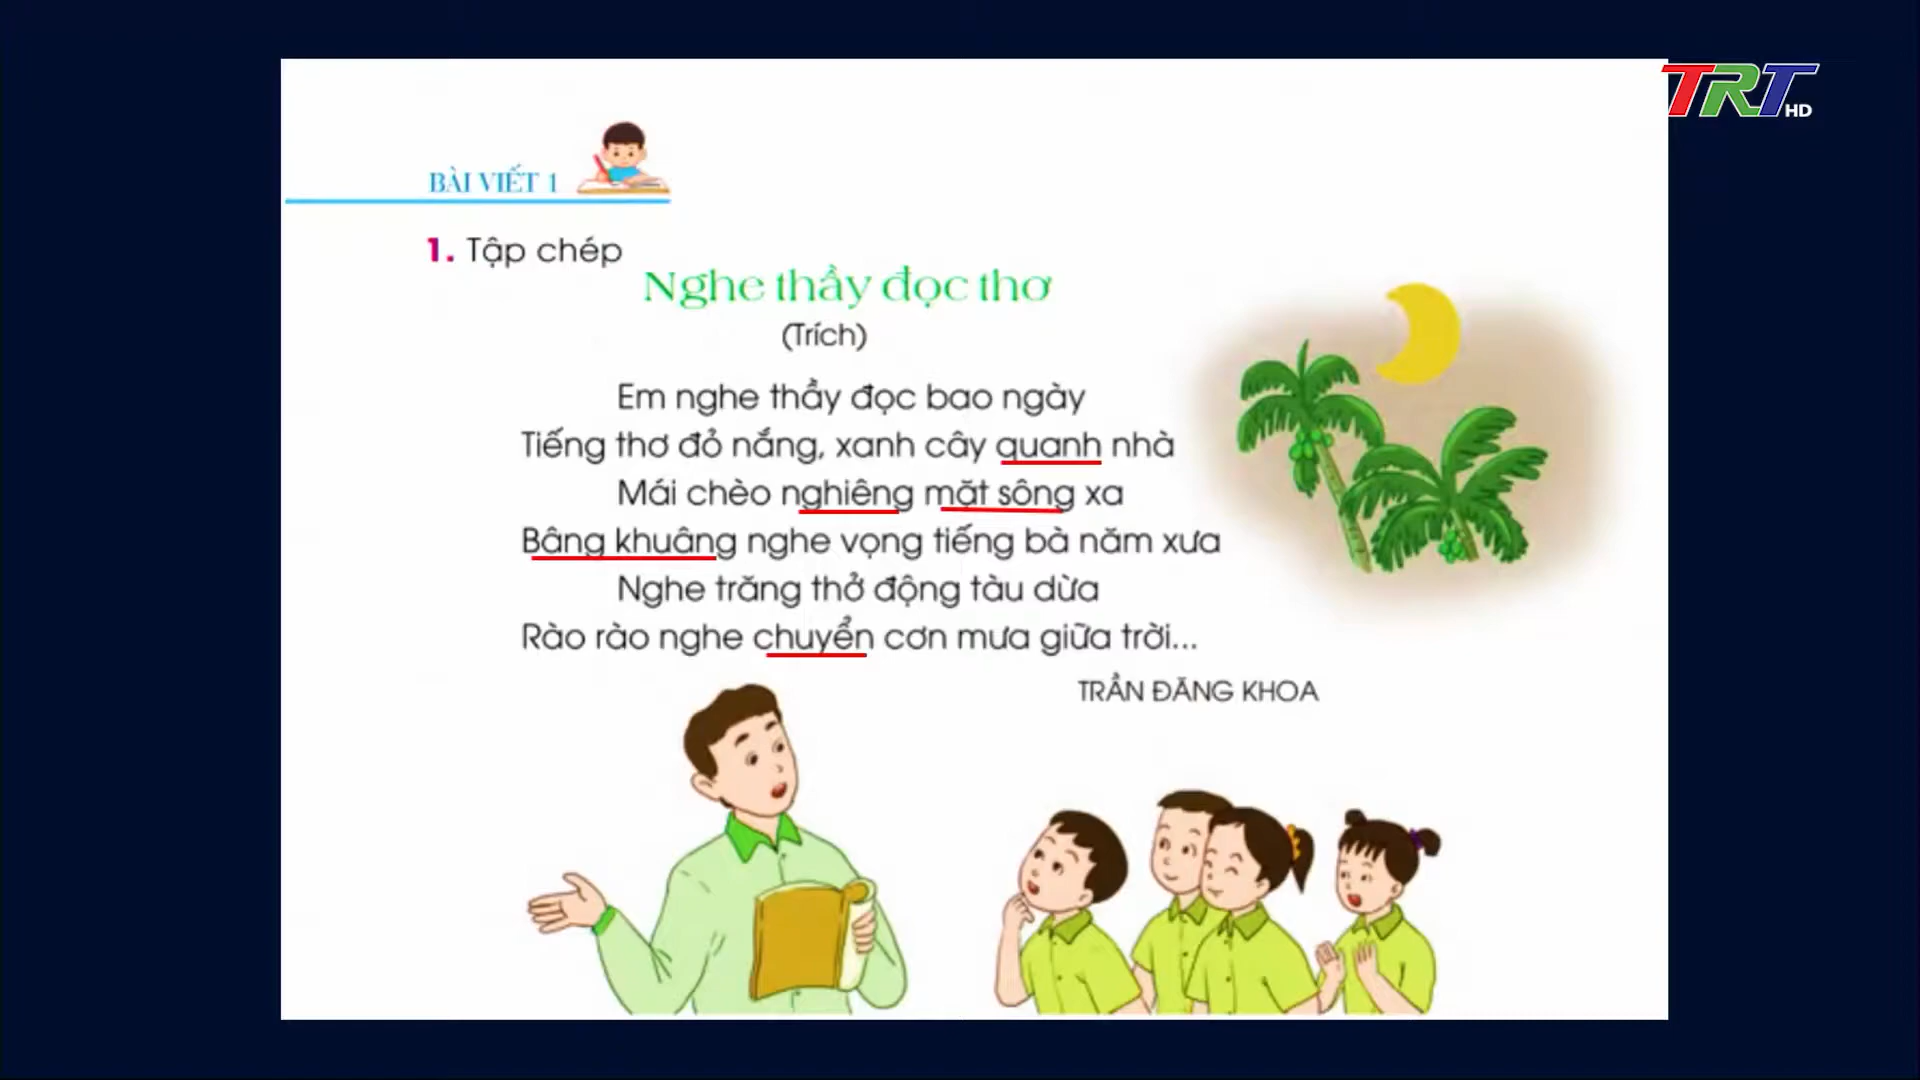 TRT HD
BÀI VIẾT 1
1. Tập chép
Nghe thầy đọc thơ
(Trích)
Em nghe thầy đọc bao ngày
Tiếng thơ đỏ nắng, xanh cây quanh nhà
Mái chèo nghiêng mặt sông xa
Bâng khuâng nghe vọng tiếng bà năm xưa
Nghe trăng thở động tàu dừa
Rào rào nghe chuyển cơn mưa giữa trời...
TRẦN ĐĂNG KHOA